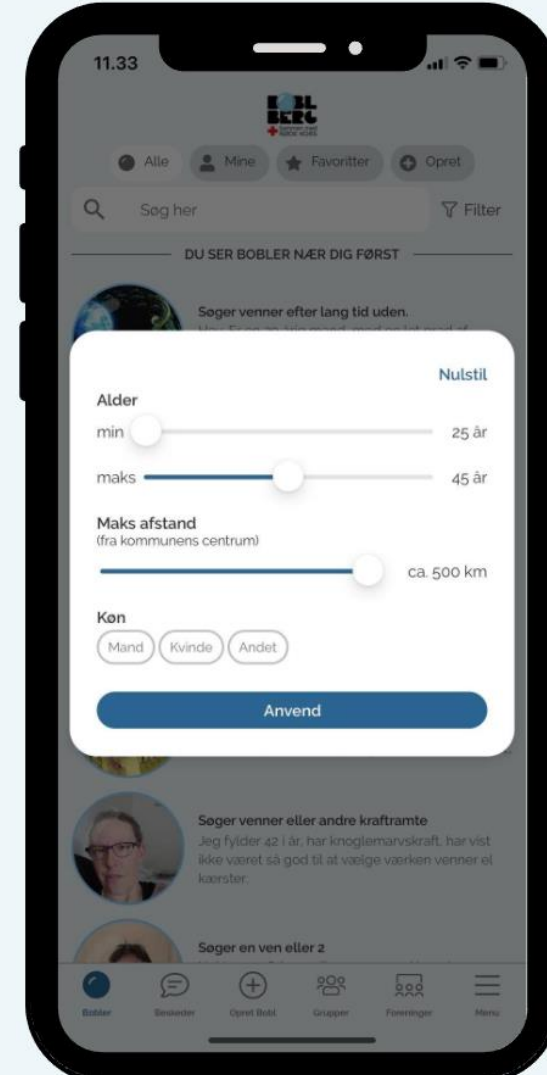 11.33
BOBL
BERG
Sammen med
RØDE KORS
Alle
Mine
Favoritter
Opret
Søg her
Filter
DU SER BOBLER NÆR DIG FØRST
Søger venner efter lang tid uden.
Nulstil
Alder
min
25 år
maks
45 år
Maks afstand
(fra kommunens centrum)
ca. 500 km
Køn
Mand
Kvinde
Andet
Anvend
Søger venner eller andre kraftramte
Jeg fylder 42 i år, har knoglemarvskraft, har vist
ikke været så god til at vælge værken venner el
kærster.
Søger en ven eller 2
Bobler
Beskeder
Opret Bobl
Grupper
Foreninger
Menu